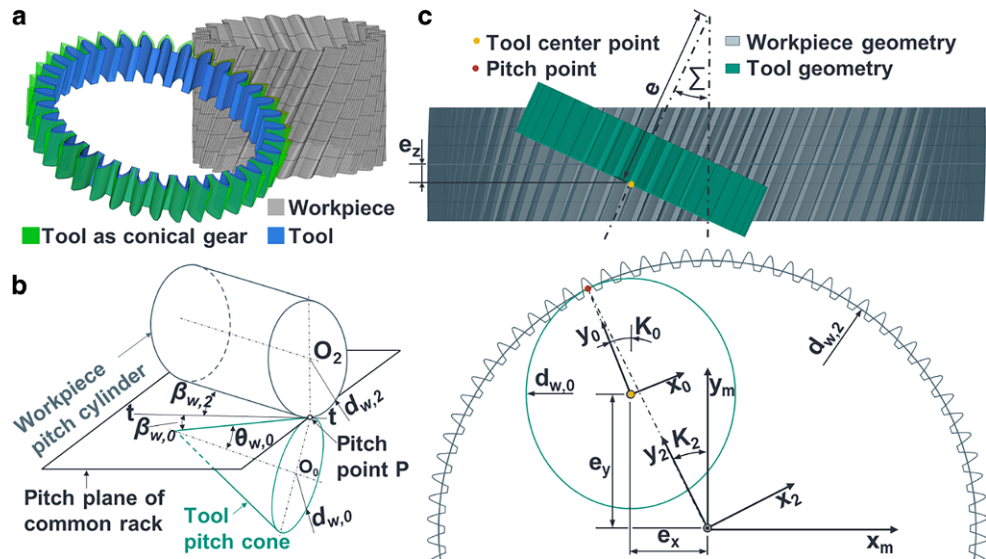 a
Workpiece
Tool as conical gear
Tool
b
Workpiece
pitch cylinder
O₂
t
βw,2
βw,0
θw,0
t
dw,2
Pitch
point P
O₀
dw,0
Pitch plane of
common rack
Tool
pitch cone
c
Tool center point
Pitch point
Workpiece geometry
Tool geometry
e
Σ
ez
y₀
K₀
dw,2
dw,0
x₀
ym
y₂
K₂
ey
x₂
ex
xm